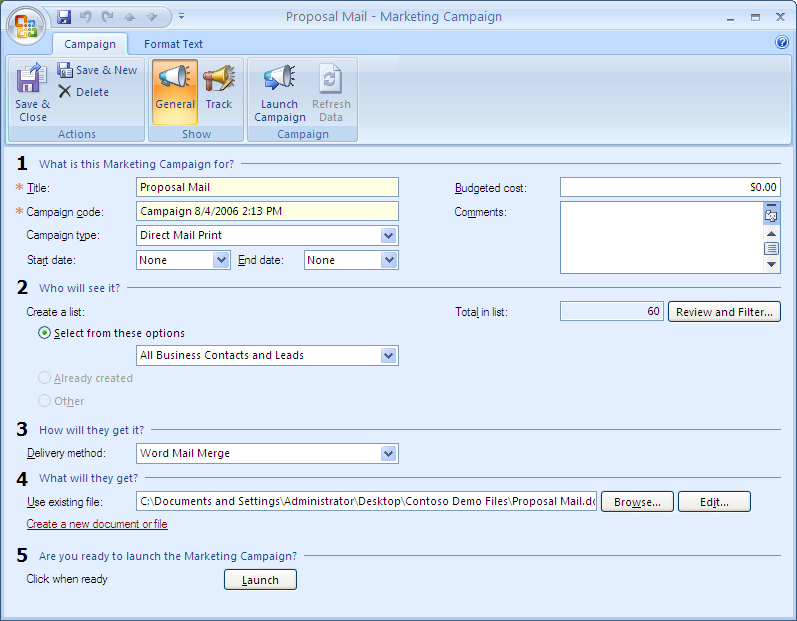 Proposal Mail - Marketing Campaign
Campaign Format Text
Save & Close
Save & New
Delete
Actions
General
Track
Show
Launch Campaign
Refresh Data
Campaign
1 What is this Marketing Campaign for?
* Title: Proposal Mail Budgeted cost: $0.00
* Campaign code: Campaign 8/4/2006 2:13 PM Comments:
Campaign type: Direct Mail Print
Start date: None End date: None
2 Who will see it?
Create a list: Total in list: 60 Review and Filter...
Select from these options
All Business Contacts and Leads
Already created
Other
3 How will they get it?
Delivery method: Word Mail Merge
4 What will they get?
Use existing file: C:\Documents and Settings\Administrator\Desktop\Contoso Demo Files\Proposal Mail.do Browse... Edit...
Create a new document or file
5 Are you ready to launch the Marketing Campaign?
Click when ready Launch